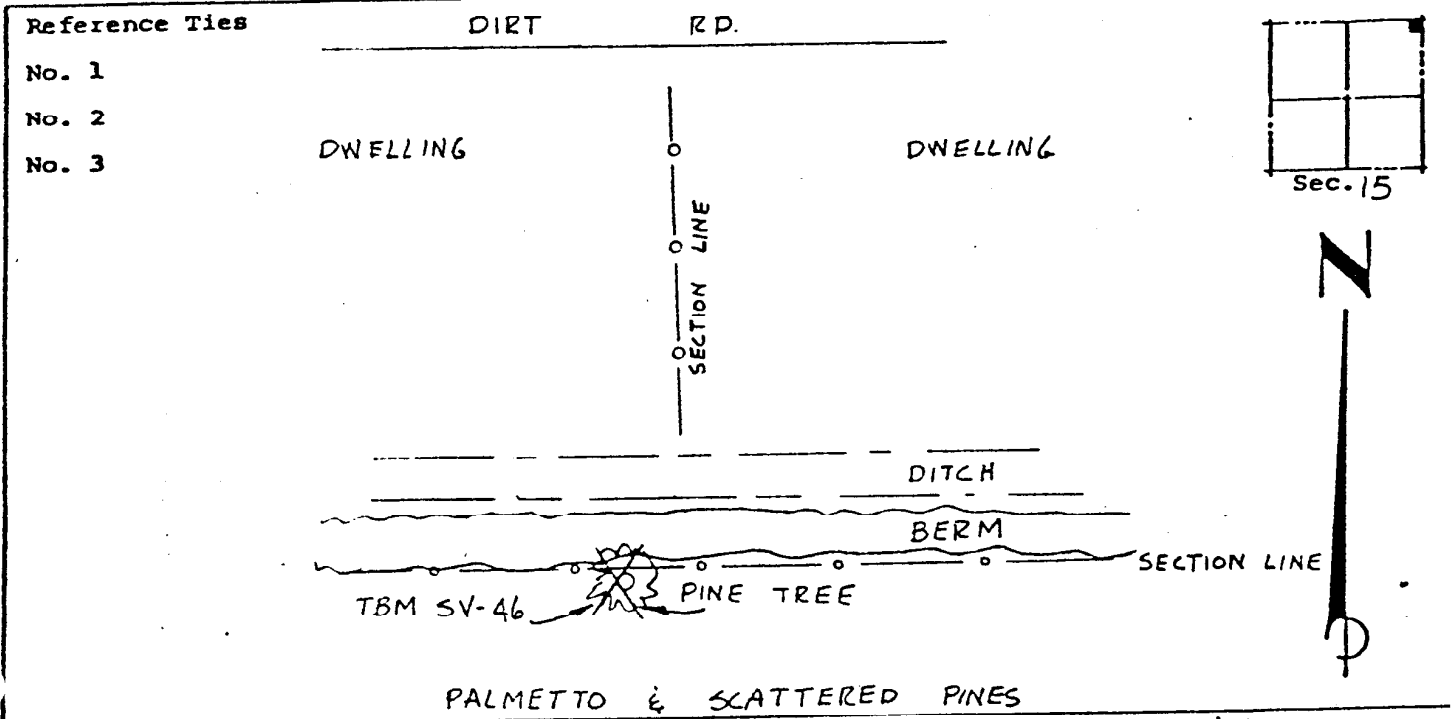 Reference Ties
DIRT RD.
No. 1
No. 2
No. 3
DWELLING
DWELLING
Sec. 15
SECTION LINE
N
DITCH
BERM
SECTION LINE
TBM SV-46
PINE TREE
PALMETTO & SCATTERED PINES